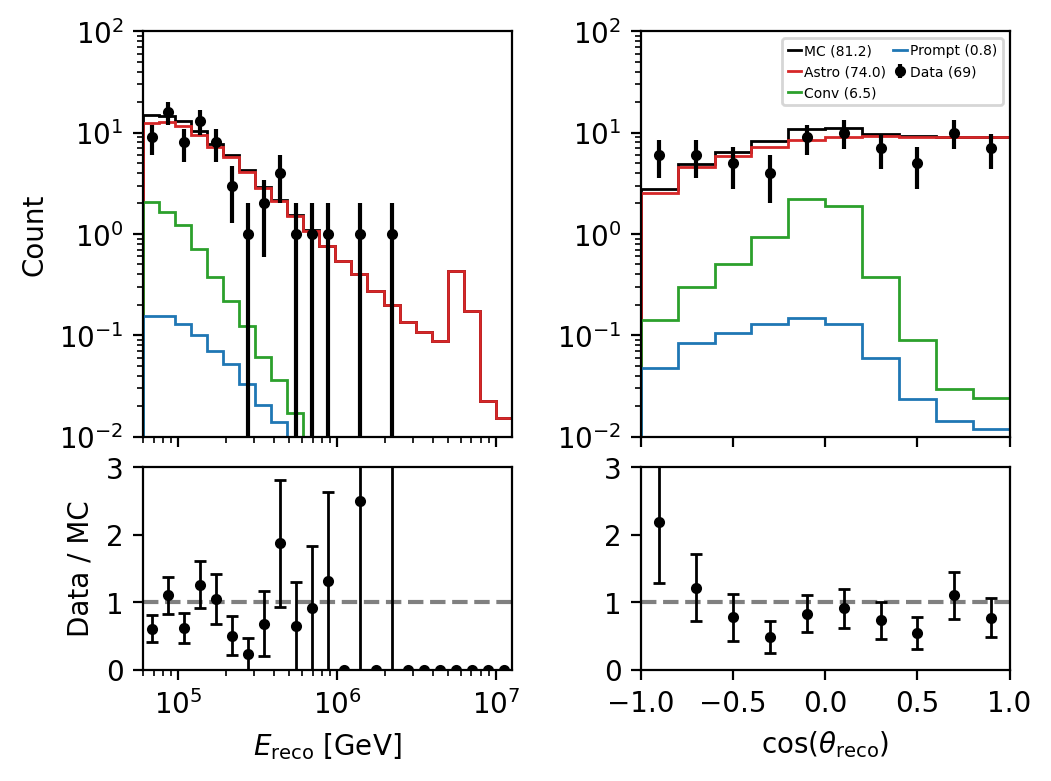 10²
10¹
10⁰
10⁻¹
10⁻²
Count
10²
10¹
10⁰
10⁻¹
10⁻²
MC (81.2)
Astro (74.0)
Conv (6.5)
Prompt (0.8)
Data (69)
3
2
1
0
Data / MC
10⁵
10⁶
10⁷
E_reco [GeV]
3
2
1
0
−1.0
−0.5
0.0
0.5
1.0
cos(θ_reco)